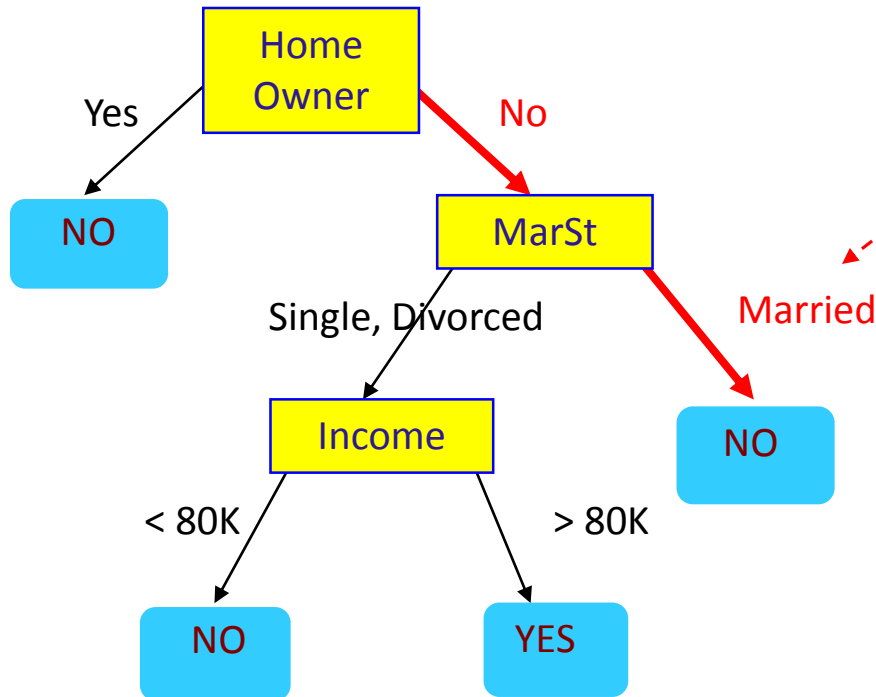 Home
Owner
Yes
No
NO
MarSt
Single, Divorced
Married
Income
NO
< 80K
> 80K
NO
YES